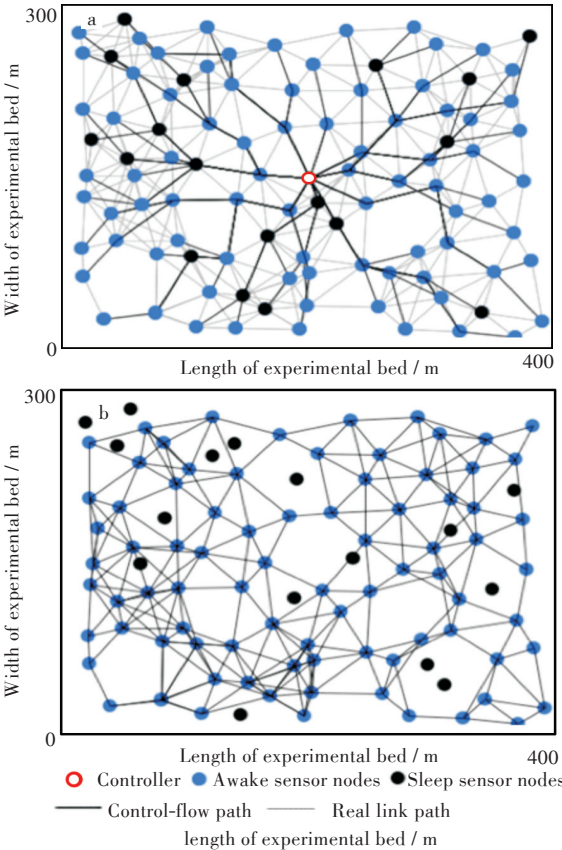 300
a
Width of experimental bed / m
0
400
Length of experimental bed / m
300
b
Width of experimental bed / m
0
Length of experimental bed / m
400
Controller Awake sensor nodes Sleep sensor nodes
Control-flow path Real link path
length of experimental bed / m